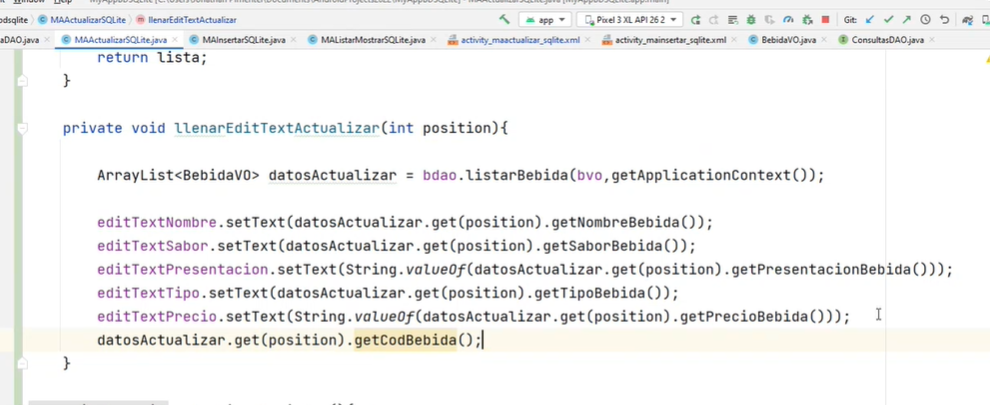 MAActualizarSQLite llenarEditTextActualizar
app Pixel 3 XL API 26 2 Git:
aDAO.java MAActualizarSQLite.java MAInsertarSQLite.java MAListarMostrarSQLite.java activity_maactualizar_sqlite.xml activity_mainsertar_sqlite.xml BebidaVO.java ConsultasDAO.java
return lista;
}
private void llenarEditTextActualizar(int position){
ArrayList<BebidaVO> datosActualizar = bdao.listarBebida(bvo,getApplicationContext());
editTextNombre.setText(datosActualizar.get(position).getNombreBebida());
editTextSabor.setText(datosActualizar.get(position).getSaborBebida());
editTextPresentacion.setText(String.valueOf(datosActualizar.get(position).getPresentacionBebida()));
editTextTipo.setText(datosActualizar.get(position).getTipoBebida());
editTextPrecio.setText(String.valueOf(datosActualizar.get(position).getPrecioBebida()));
datosActualizar.get(position).getCodBebida();
}